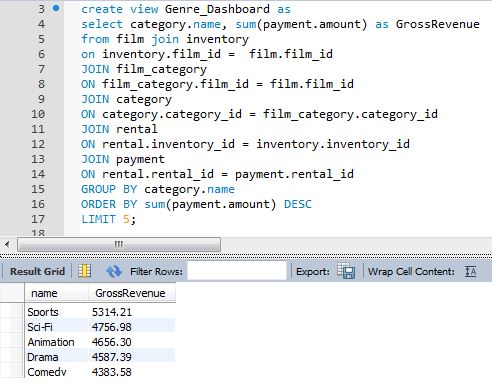 3 create view Genre_Dashboard as
4 select category.name, sum(payment.amount) as GrossRevenue
5 from film join inventory
6 on inventory.film_id = film.film_id
7 JOIN film_category
8 ON film_category.film_id = film.film_id
9 JOIN category
10 ON category.category_id = film_category.category_id
11 JOIN rental
12 ON rental.inventory_id = inventory.inventory_id
13 JOIN payment
14 ON rental.rental_id = payment.rental_id
15 GROUP BY category.name
16 ORDER BY sum(payment.amount) DESC
17 LIMIT 5;
18
Result Grid Filter Rows: Export: Wrap Cell Content: IA
name GrossRevenue
Sports 5314.21
Sci-Fi 4756.98
Animation 4656.30
Drama 4587.39
Comedy 4383.58